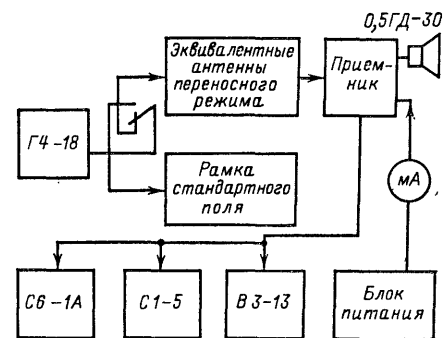 0,5ГД-30
Эквивалентные
антенны
переносного
режима
Прием-
ник
Г4-18
Рамка
стандартного
поля
мА
С6-1А
С1-5
В3-13
Блок
питания